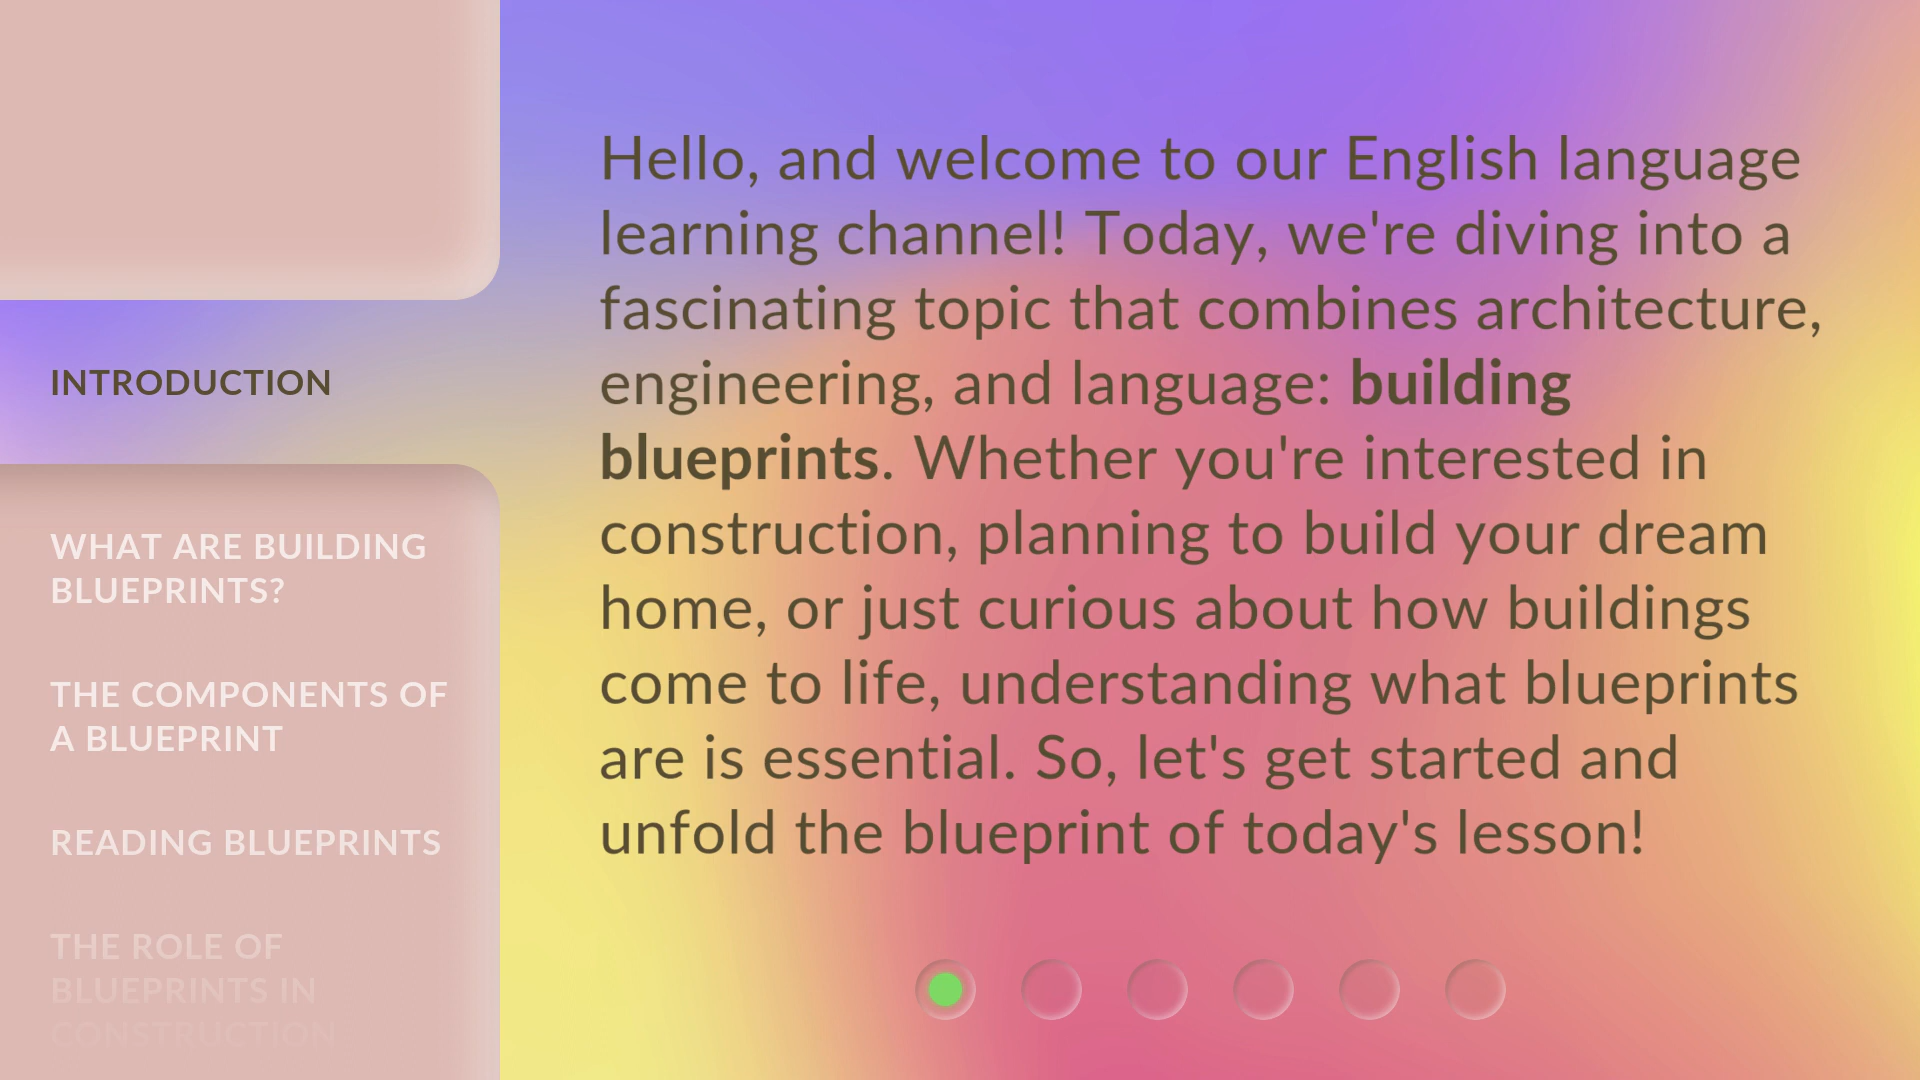 INTRODUCTION
WHAT ARE BUILDING
BLUEPRINTS?
THE COMPONENTS OF
A BLUEPRINT
READING BLUEPRINTS
THE ROLE OF
BLUEPRINTS IN
CONSTRUCTION
Hello, and welcome to our English language
learning channel! Today, we're diving into a
fascinating topic that combines architecture,
engineering, and language: building
blueprints. Whether you're interested in
construction, planning to build your dream
home, or just curious about how buildings
come to life, understanding what blueprints
are is essential. So, let's get started and
unfold the blueprint of today's lesson!